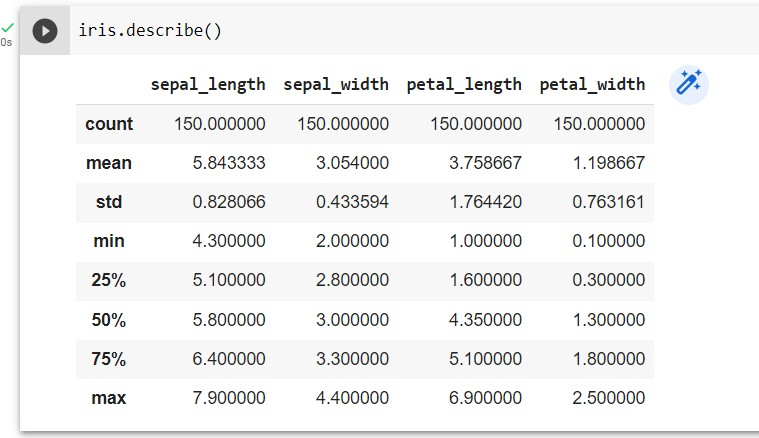 iris.describe()
0s
sepal_length sepal_width petal_length petal_width
count 150.000000 150.000000 150.000000 150.000000
mean 5.843333 3.054000 3.758667 1.198667
std 0.828066 0.433594 1.764420 0.763161
min 4.300000 2.000000 1.000000 0.100000
25% 5.100000 2.800000 1.600000 0.300000
50% 5.800000 3.000000 4.350000 1.300000
75% 6.400000 3.300000 5.100000 1.800000
max 7.900000 4.400000 6.900000 2.500000